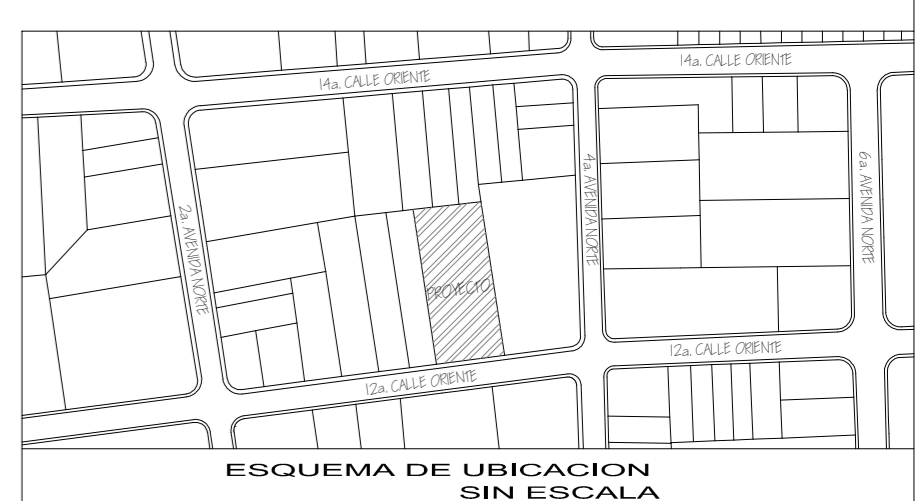 14a. CALLE ORIENTE
14a. CALLE ORIENTE
2a. AVENIDA NORTE
4a. AVENIDA NORTE
6a. AVENIDA NORTE
PROYECTO
12a. CALLE ORIENTE
12a. CALLE ORIENTE
ESQUEMA DE UBICACION
SIN ESCALA